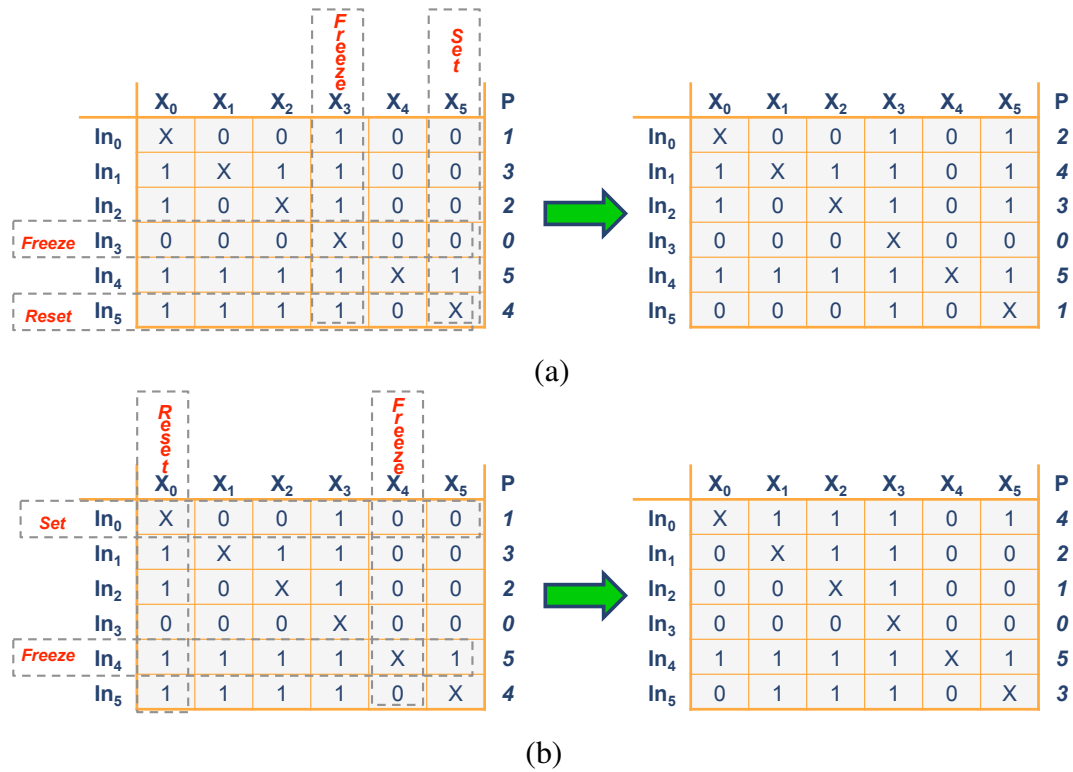 Freeze Set
X₀ X₁ X₂ X₃ X₄ X₅ P X₀ X₁ X₂ X₃ X₄ X₅ P
In₀ X 0 0 1 0 0 1 In₀ X 0 0 1 0 1 2
In₁ 1 X 1 1 0 0 3 In₁ 1 X 1 1 0 1 4
In₂ 1 0 X 1 0 0 2 In₂ 1 0 X 1 0 1 3
Freeze In₃ 0 0 0 X 0 0 0 In₃ 0 0 0 X 0 0 0
In₄ 1 1 1 1 X 1 5 In₄ 1 1 1 1 X 1 5
Reset In₅ 1 1 1 1 0 X 4 In₅ 0 0 0 1 0 X 1
(a)
Reset Freeze
X₀ X₁ X₂ X₃ X₄ X₅ P X₀ X₁ X₂ X₃ X₄ X₅ P
Set In₀ X 0 0 1 0 0 1 In₀ X 1 1 1 0 1 4
In₁ 1 X 1 1 0 0 3 In₁ 0 X 1 1 0 0 2
In₂ 1 0 X 1 0 0 2 In₂ 0 0 X 1 0 0 1
In₃ 0 0 0 X 0 0 0 In₃ 0 0 0 X 0 0 0
Freeze In₄ 1 1 1 1 X 1 5 In₄ 1 1 1 1 X 1 5
In₅ 1 1 1 1 0 X 4 In₅ 0 1 1 1 0 X 3
(b)